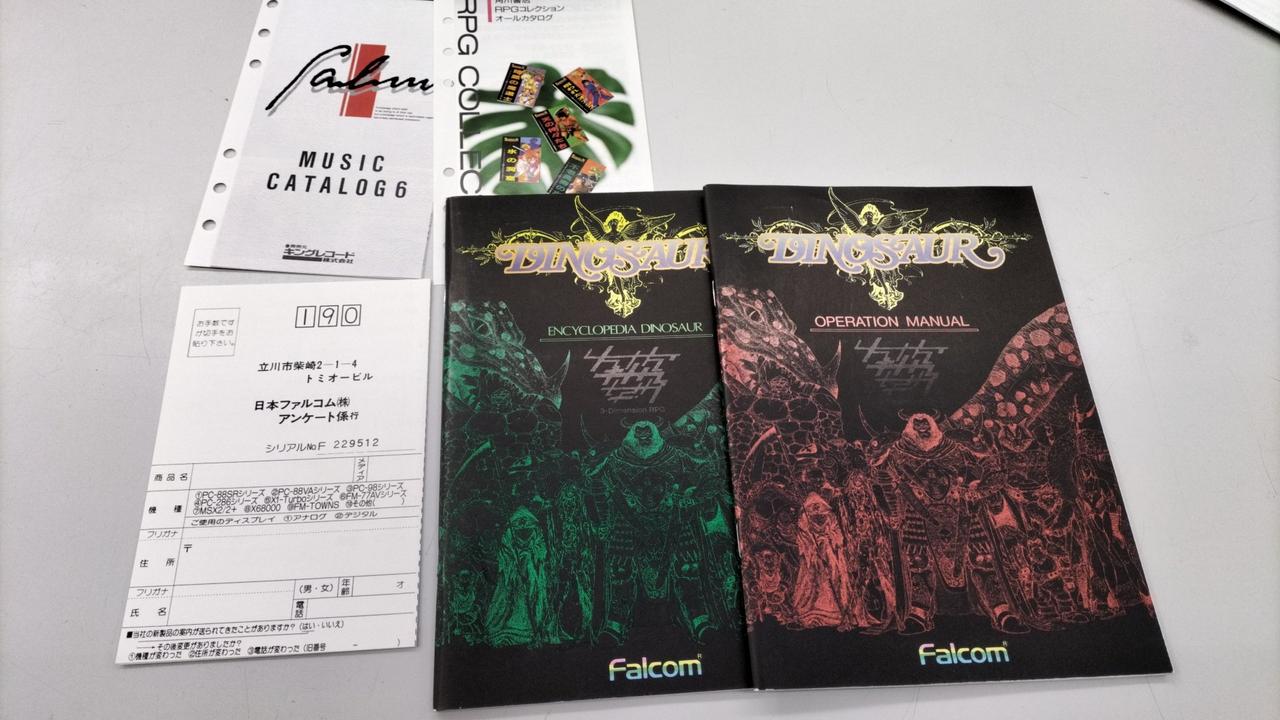 Falcom
MUSIC
CATALOG 6
●発売元
キングレコード
株式会社
角川書店
RPGコレクション
オールカタログ
RPG COLLEC
お手数です
が切手をお
貼り下さい。
190
立川市柴崎2-1-4
トミオービル
日本ファルコム㈱
アンケート係行
シリアルNo.F 229512
商品名
メディア
機種
①PC-88SRシリーズ ②PC-88VAシリーズ ③PC-98シリーズ
④PC-286シリーズ ⑤X1-Turboシリーズ ⑥FM-77AVシリーズ
⑦MSX2/2+ ⑧X68000 ⑨FM-TOWNS ⑩その他( )
ご使用のディスプレイ ①アナログ ②デジタル
フリガナ
住所
〒
フリガナ
氏名
(男・女)
年齢
才
電話
■当社の新製品の案内が送られてきたことがありますか?(はい・いいえ)
→その後変更がありましたか?
①機種が変わった ②住所が変わった ③電話が変わった(旧番号 - )
DINOSAUR
ENCYCLOPEDIA DINOSAUR
3-Dimension RPG
Falcom®
DINOSAUR
OPERATION MANUAL
Falcom®